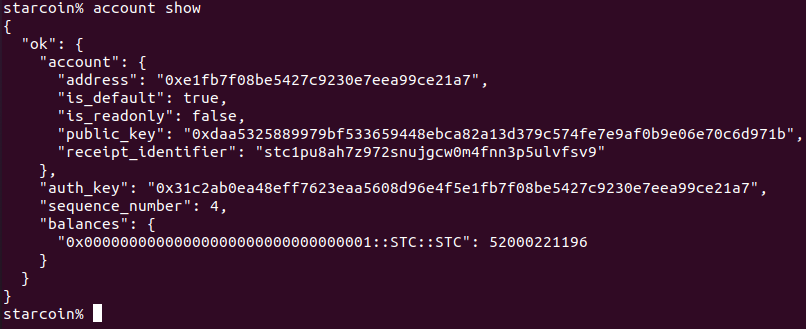 starcoin% account show
{
  "ok": {
    "account": {
      "address": "0xe1fb7f08be5427c9230e7eea99ce21a7",
      "is_default": true,
      "is_readonly": false,
      "public_key": "0xdaa5325889979bf533659448ebca82a13d379c574fe7e9af0b9e06e70c6d971b",
      "receipt_identifier": "stc1pu8ah7z972snujgcw0m4fnn3p5ulvfsv9"
    },
    "auth_key": "0x31c2ab0ea48eff7623eaa5608d96e4f5e1fb7f08be5427c9230e7eea99ce21a7",
    "sequence_number": 4,
    "balances": {
      "0x00000000000000000000000000000001::STC::STC": 52000221196
    }
  }
}
starcoin%